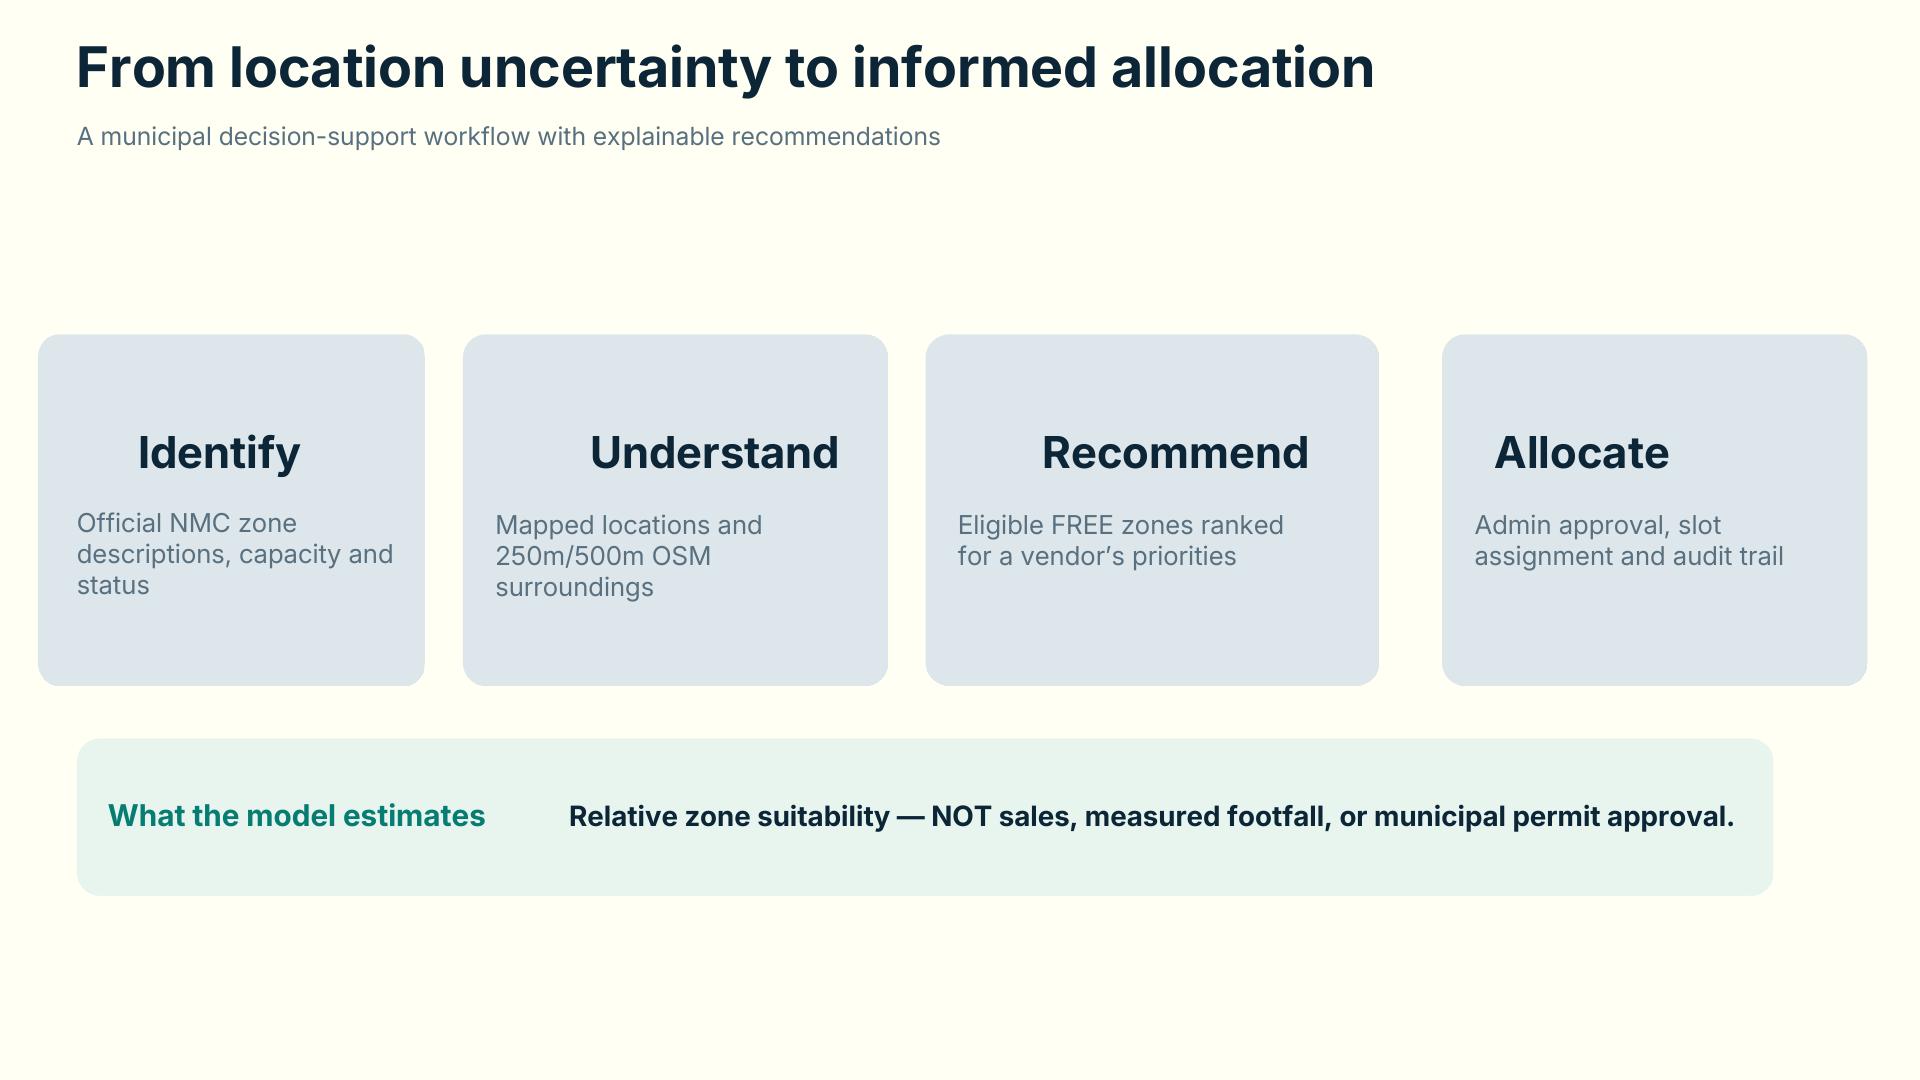 From location uncertainty to informed allocation
A municipal decision-support workflow with explainable recommendations
Identify
Official NMC zone
descriptions, capacity and
status
Understand
Mapped locations and
250m/500m OSM
surroundings
Recommend
Eligible FREE zones ranked
for a vendor’s priorities
Allocate
Admin approval, slot
assignment and audit trail
What the model estimates
Relative zone suitability — NOT sales, measured footfall, or municipal permit approval.